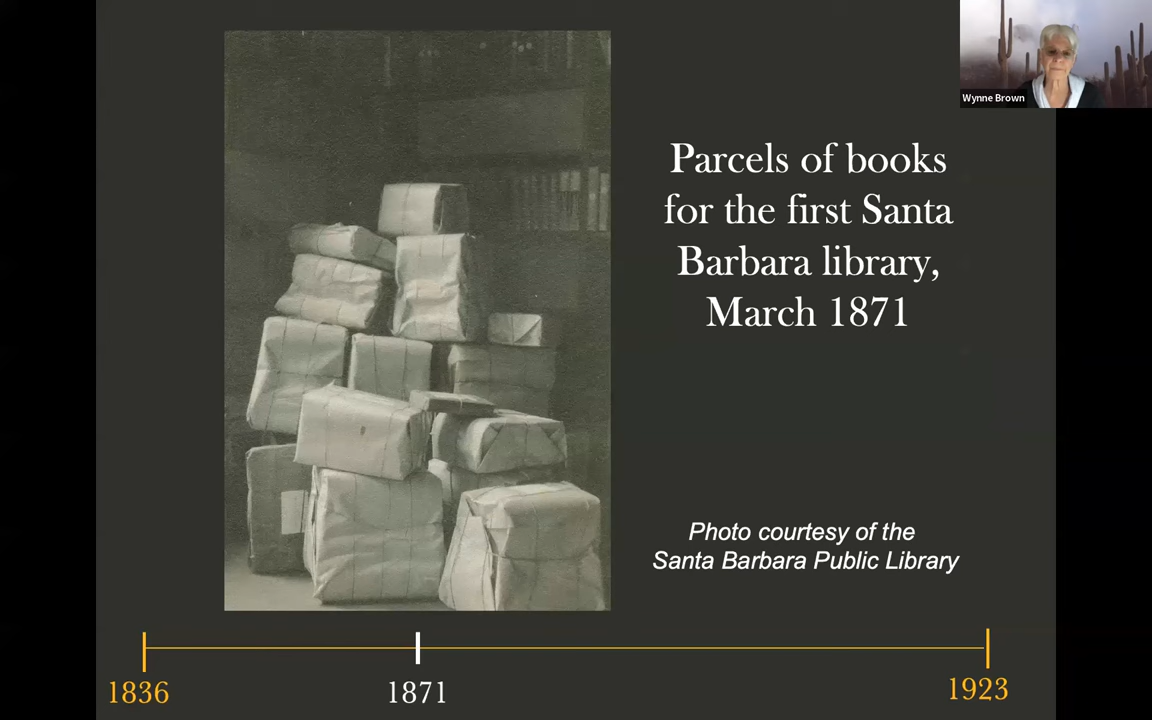 Wynne Brown
Parcels of books
for the first Santa
Barbara library,
March 1871
Photo courtesy of the
Santa Barbara Public Library
1836
1871
1923